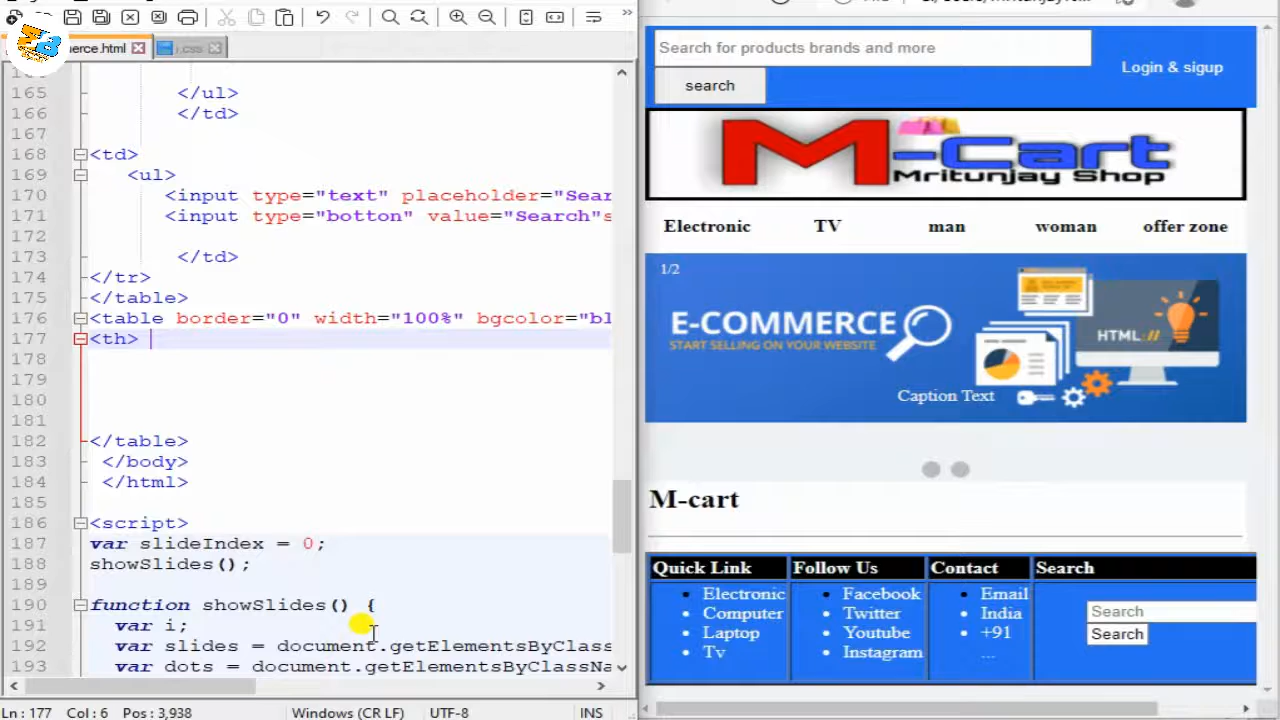 erce.html
.css
165 </ul>
166 </td>
167
168 <td>
169 <ul>
170 <input type="text" placeholder="Sear
171 <input type="botton" value="Search"s
172
173 </td>
174 </tr>
175 </table>
176 <table border="0" width="100%" bgcolor="bl
177 <th>
178
179
180
181
182 </table>
183 </body>
184 </html>
185
186 <script>
187 var slideIndex = 0;
188 showSlides();
189
190 function showSlides() {
191 var i;
192 var slides = document.getElementsByClass
193 var dots = document.getElementsByClassNa
Ln : 177 Col : 6 Pos : 3,938 Windows (CR LF) UTF-8 INS
Search for products brands and more
Login & sigup
search
M-Cart
Mritunjay Shop
Electronic TV man woman offer zone
1/2
E-COMMERCE
START SELLING ON YOUR WEBSITE
HTML://
Caption Text
M-cart
Quick Link Follow Us Contact Search
Electronic Facebook Email
Computer Twitter India Search
Laptop Youtube +91 Search
Tv Instagram ...